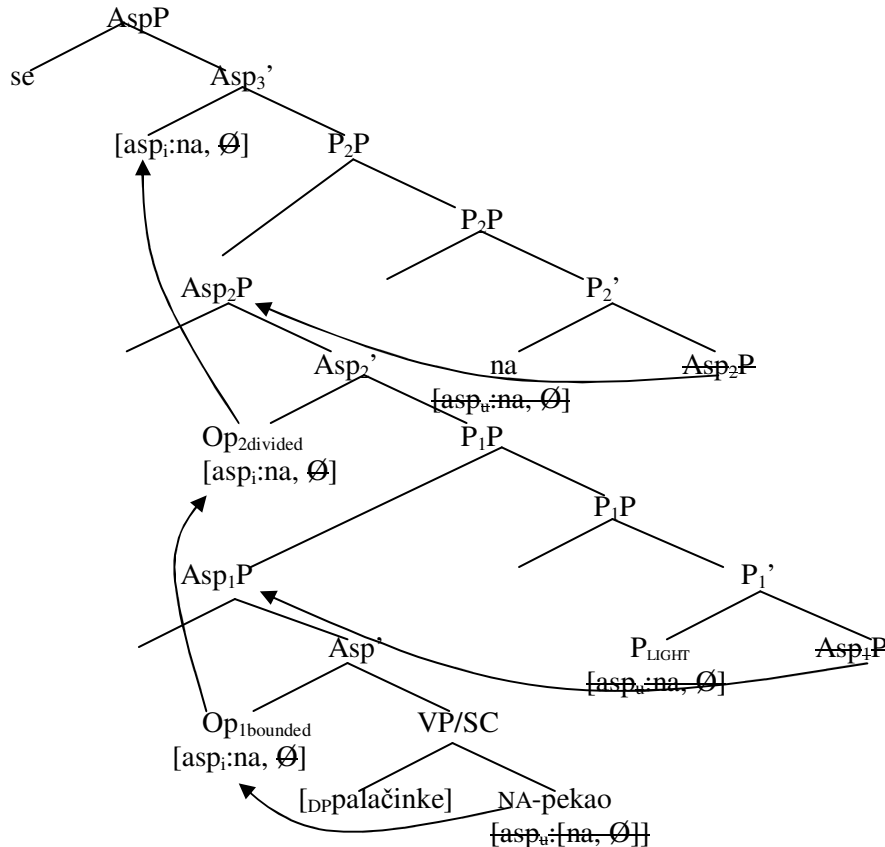 AspP
se Asp₃’
[aspᵢ:na, Ø] P₂P
P₂P
Asp₂P P₂’
Asp₂’ na Asp₂P
[aspᵤ:na, Ø]
Op₂divided P₁P
[aspᵢ:na, Ø]
P₁P
Asp₁P P₁’
Asp’ P_LIGHT Asp₁P
[aspᵤ:na, Ø]
Op₁bounded VP/SC
[aspᵢ:na, Ø]
[DPpalačinke] NA-pekao
[aspᵤ:[na, Ø]]